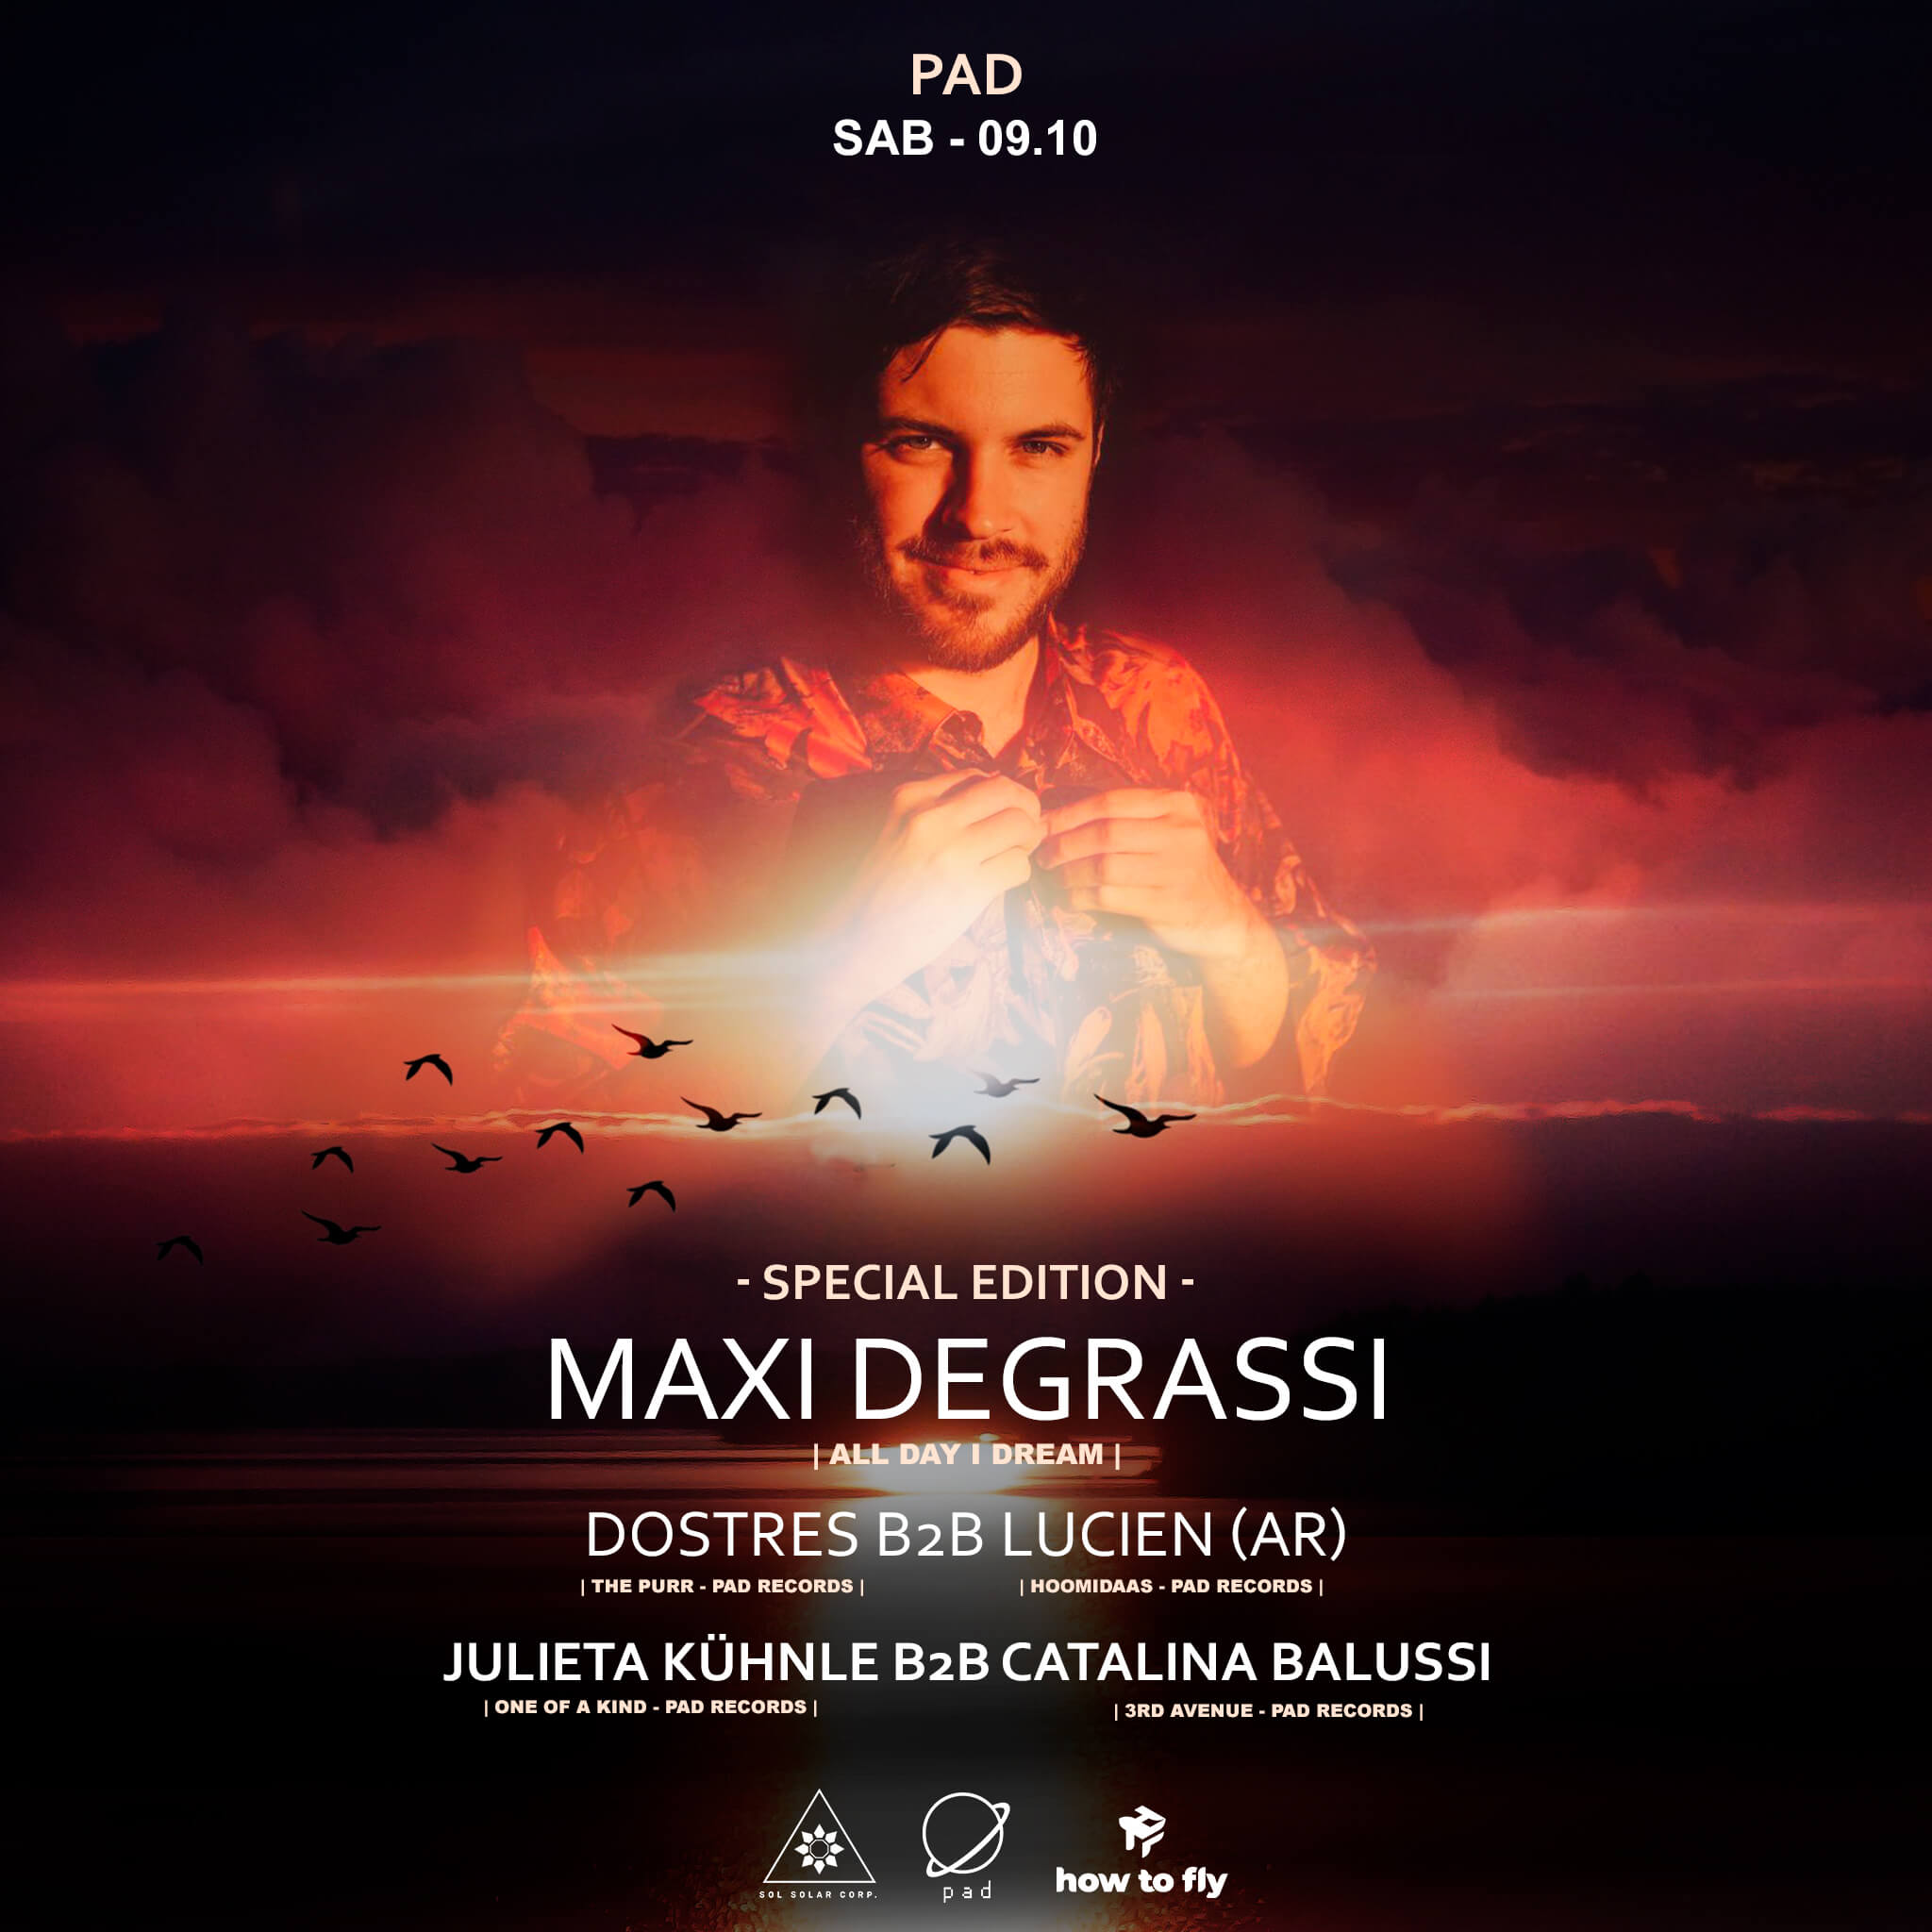 PAD
SAB - 09.10
- SPECIAL EDITION -
MAXI DEGRASSI
| ALL DAY I DREAM |
DOSTRES B2B LUCIEN (AR)
| THE PURR - PAD RECORDS | | HOOMIDAAS - PAD RECORDS |
JULIETA KÜHNLE B2B CATALINA BALUSSI
| ONE OF A KIND - PAD RECORDS | | 3RD AVENUE - PAD RECORDS |
SOL SOLAR CORP. pad how to fly